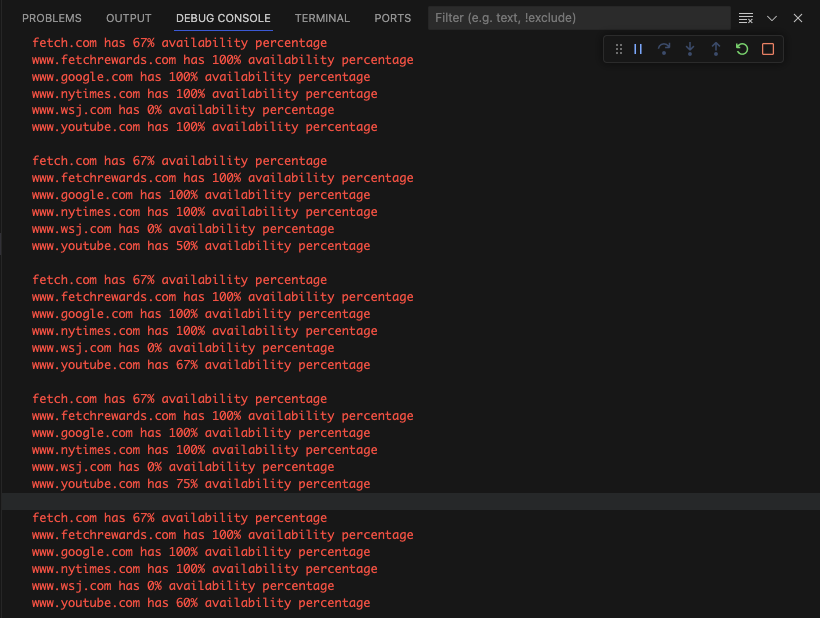 PROBLEMS OUTPUT DEBUG CONSOLE TERMINAL PORTS Filter (e.g. text, !exclude)
fetch.com has 67% availability percentage
www.fetchrewards.com has 100% availability percentage
www.google.com has 100% availability percentage
www.nytimes.com has 100% availability percentage
www.wsj.com has 0% availability percentage
www.youtube.com has 100% availability percentage
fetch.com has 67% availability percentage
www.fetchrewards.com has 100% availability percentage
www.google.com has 100% availability percentage
www.nytimes.com has 100% availability percentage
www.wsj.com has 0% availability percentage
www.youtube.com has 50% availability percentage
fetch.com has 67% availability percentage
www.fetchrewards.com has 100% availability percentage
www.google.com has 100% availability percentage
www.nytimes.com has 100% availability percentage
www.wsj.com has 0% availability percentage
www.youtube.com has 67% availability percentage
fetch.com has 67% availability percentage
www.fetchrewards.com has 100% availability percentage
www.google.com has 100% availability percentage
www.nytimes.com has 100% availability percentage
www.wsj.com has 0% availability percentage
www.youtube.com has 75% availability percentage
fetch.com has 67% availability percentage
www.fetchrewards.com has 100% availability percentage
www.google.com has 100% availability percentage
www.nytimes.com has 100% availability percentage
www.wsj.com has 0% availability percentage
www.youtube.com has 60% availability percentage